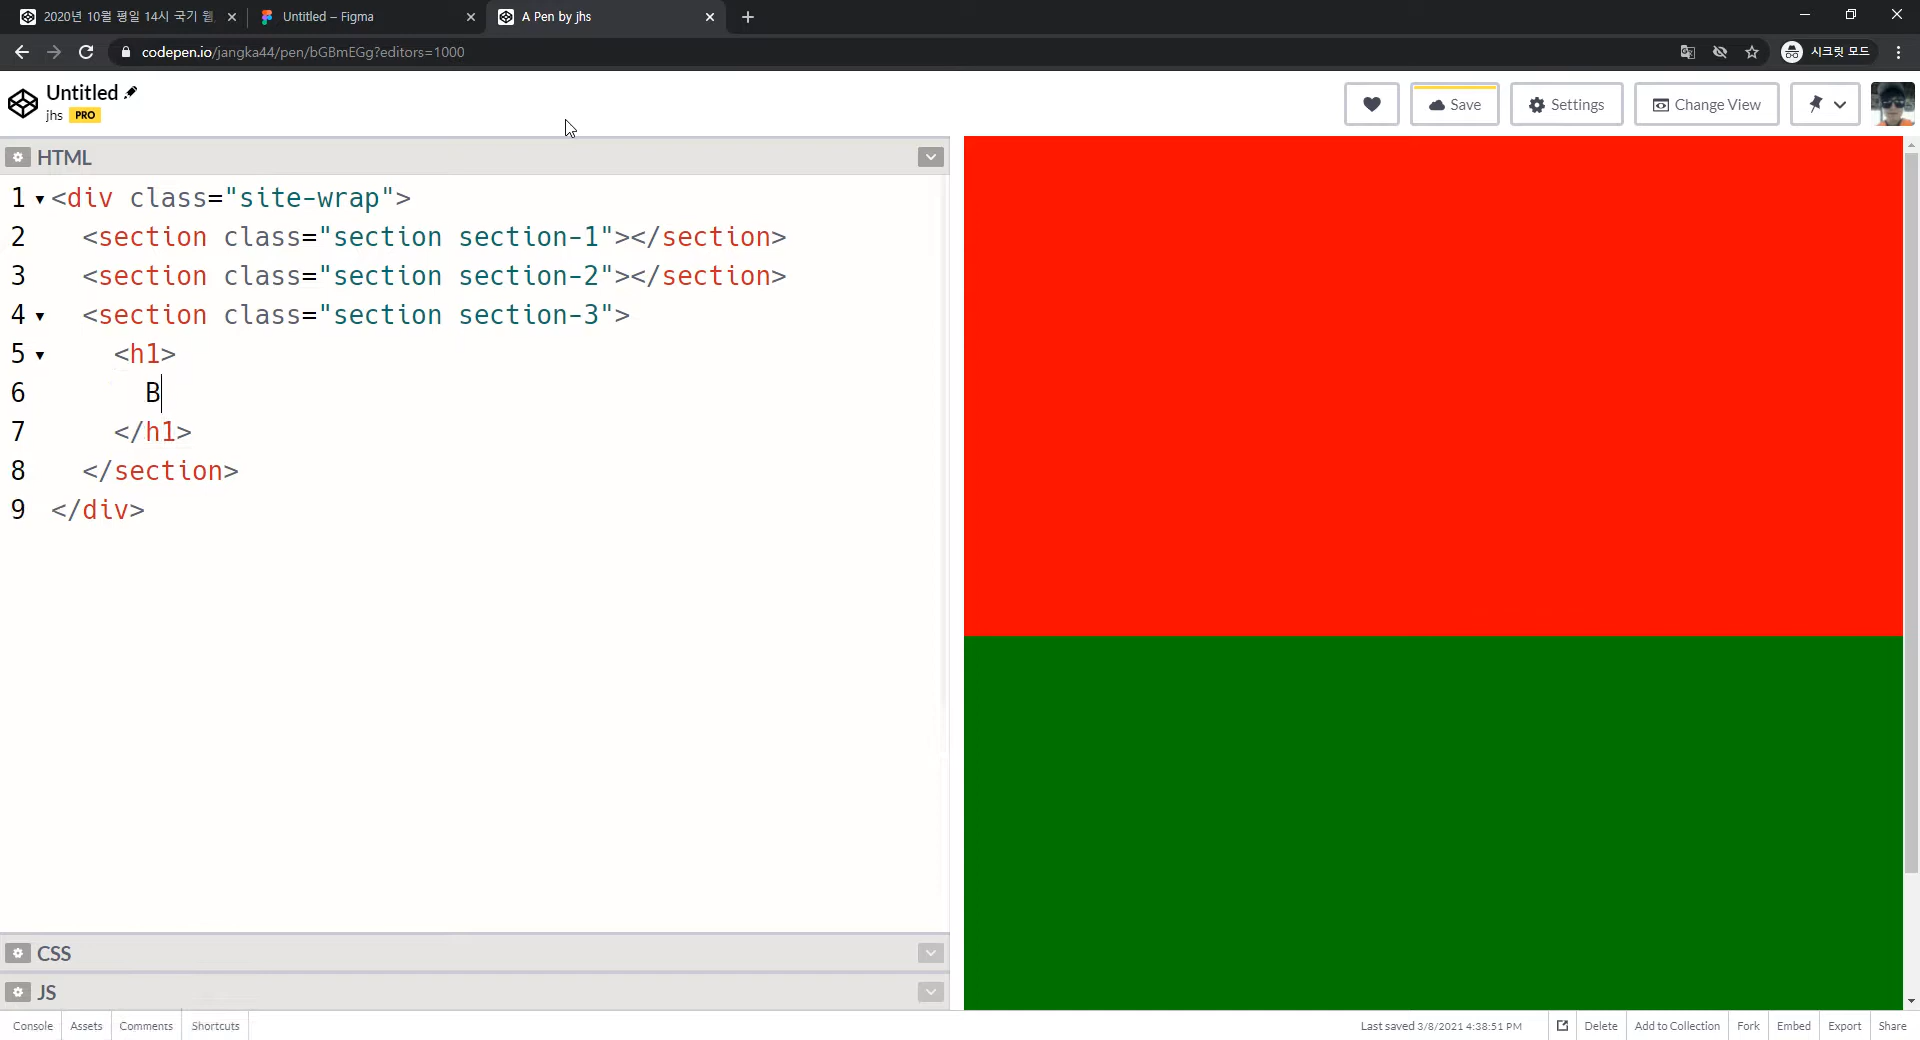 2020년 10월 평일 14시 국기 웹
Untitled – Figma
A Pen by jhs
codepen.io/jangka44/pen/bGBmEGg?editors=1000
시크릿 모드
Untitled
jhs PRO
Save
Settings
Change View
HTML
1 <div class="site-wrap">
2 <section class="section section-1"></section>
3 <section class="section section-2"></section>
4 <section class="section section-3">
5 <h1>
6 B
7 </h1>
8 </section>
9 </div>
CSS
JS
Console Assets Comments Shortcuts
Last saved 3/8/2021 4:38:51 PM
Delete Add to Collection Fork Embed Export Share